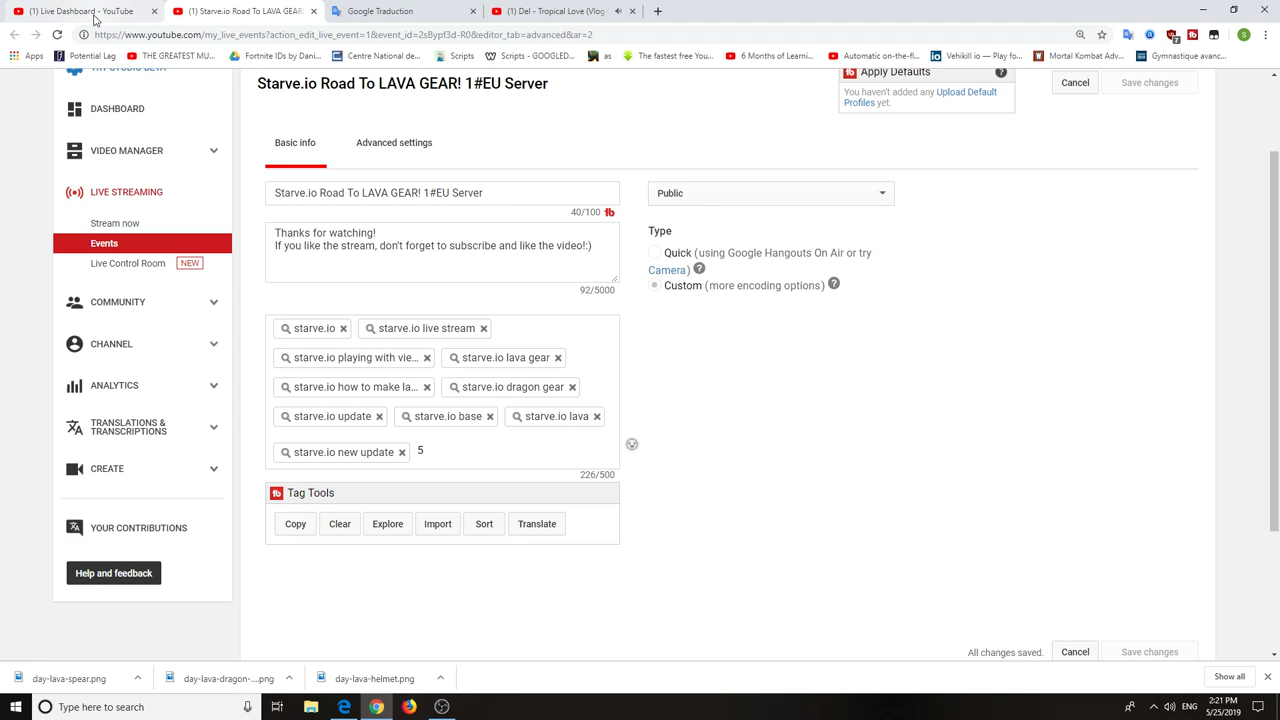 (1) Live Dashboard - YouTube
(1) Starve.io Road To LAVA GEAR!
Google Traduction
(1) Del - Tropical Love (Vlog
https://www.youtube.com/my_live_events?action_edit_live_event=1&event_id=2sBypf3d-R0&editor_tab=advanced&ar=2
Apps
Potential Lag
THE GREATEST MU...
Fortnite IDs by Dani...
Centre National de...
Scripts
Scripts - GOOGLED...
as
The fastest free You...
6 Months of Learni...
Automatic on-the-fl...
Vehikill io — Play fo...
Mortal Kombat Adv...
Gymnastique avanc...
Starve.io Road To LAVA GEAR! 1#EU Server
Apply Defaults
You haven't added any Upload Default
Profiles yet.
Cancel
Save changes
DASHBOARD
VIDEO MANAGER
LIVE STREAMING
Stream now
Events
Live Control Room NEW
COMMUNITY
CHANNEL
ANALYTICS
TRANSLATIONS &
TRANSCRIPTIONS
CREATE
YOUR CONTRIBUTIONS
Help and feedback
Basic info
Advanced settings
Starve.io Road To LAVA GEAR! 1#EU Server
40/100
Thanks for watching!
If you like the stream, don't forget to subscribe and like the video!:)
92/5000
Public
Type
Quick (using Google Hangouts On Air or try
Camera)
Custom (more encoding options)
starve.io
starve.io live stream
starve.io playing with vie...
starve.io lava gear
starve.io how to make la...
starve.io dragon gear
starve.io update
starve.io base
starve.io lava
starve.io new update
5
226/500
Tag Tools
Copy
Clear
Explore
Import
Sort
Translate
All changes saved.
Cancel
Save changes
day-lava-spear.png
day-lava-dragon-....png
day-lava-helmet.png
Show all
Type here to search
ENG
2:21 PM
5/25/2019